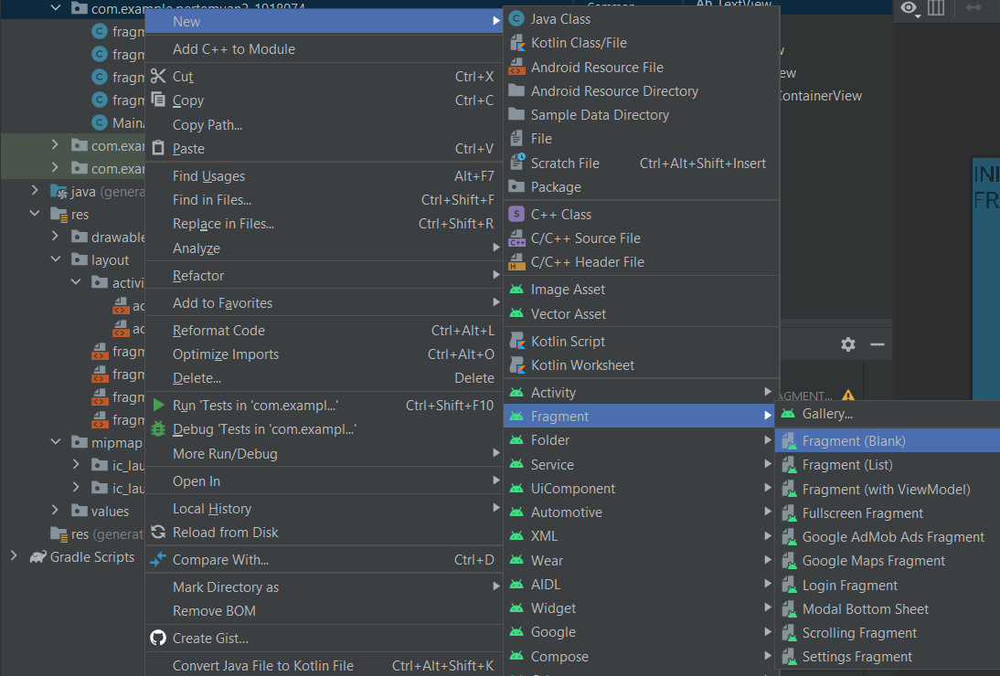 com.example.pertemuan2_1918074
fragm
fragm
fragm
fragm
MainA
com.exam
com.exam
java (genera
res
drawable
layout
activi
ac
ac
fragm
fragm
fragm
fragm
mipmap
ic_lau
ic_lau
values
res (generat
Gradle Scripts
New
Add C++ to Module
Cut Ctrl+X
Copy Ctrl+C
Copy Path...
Paste Ctrl+V
Find Usages Alt+F7
Find in Files... Ctrl+Shift+F
Replace in Files... Ctrl+Shift+R
Analyze
Refactor
Add to Favorites
Reformat Code Ctrl+Alt+L
Optimize Imports Ctrl+Alt+O
Delete... Delete
Run 'Tests in 'com.exampl...' Ctrl+Shift+F10
Debug 'Tests in 'com.exampl...'
More Run/Debug
Open In
Local History
Reload from Disk
Compare With... Ctrl+D
Mark Directory as
Remove BOM
Create Gist...
Convert Java File to Kotlin File Ctrl+Alt+Shift+K
Common Ab TextView
Java Class
Kotlin Class/File
Android Resource File
Android Resource Directory
Sample Data Directory
File
Scratch File Ctrl+Alt+Shift+Insert
Package
C++ Class
C/C++ Source File
C/C++ Header File
Image Asset
Vector Asset
Kotlin Script
Kotlin Worksheet
Activity
Fragment
Folder
Service
UiComponent
Automotive
XML
Wear
AIDL
Widget
Google
Compose
w
ew
ContainerView
INI
FR
AGMENT...
Gallery...
Fragment (Blank)
Fragment (List)
Fragment (with ViewModel)
Fullscreen Fragment
Google AdMob Ads Fragment
Google Maps Fragment
Login Fragment
Modal Bottom Sheet
Scrolling Fragment
Settings Fragment